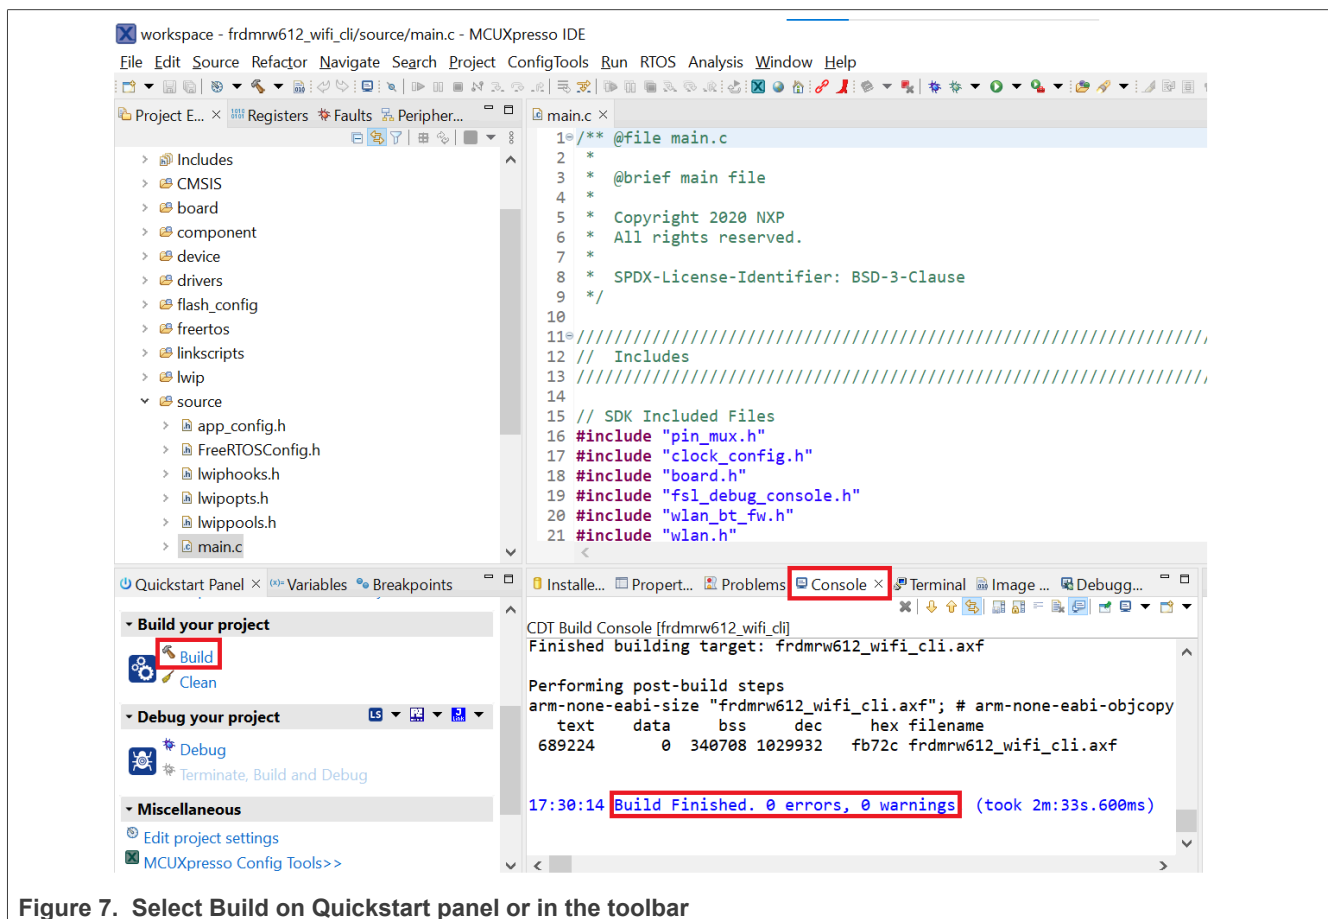 workspace - frdmrw612_wifi_cli/source/main.c - MCUXpresso IDE
File Edit Source Refactor Navigate Search Project ConfigTools Run RTOS Analysis Window Help
Project E... × Registers Faults Peripher...
Includes
CMSIS
board
component
device
drivers
flash_config
freertos
linkscripts
lwip
source
app_config.h
FreeRTOSConfig.h
lwiphooks.h
lwipopts.h
lwippools.h
main.c
main.c ×
1 /** @file main.c
2 *
3 * @brief main file
4 *
5 * Copyright 2020 NXP
6 * All rights reserved.
7 *
8 * SPDX-License-Identifier: BSD-3-Clause
9 */
10
11 ///////////////////////////////////////////////////////////////////
12 // Includes
13 ///////////////////////////////////////////////////////////////////
14
15 // SDK Included Files
16 #include "pin_mux.h"
17 #include "clock_config.h"
18 #include "board.h"
19 #include "fsl_debug_console.h"
20 #include "wlan_bt_fw.h"
21 #include "wlan.h"
Quickstart Panel × (x)= Variables Breakpoints
Build your project
Build
Clean
Debug your project
LS
Debug
Terminate, Build and Debug
Miscellaneous
Edit project settings
MCUXpresso Config Tools>>
Installe... Propert... Problems Console × Terminal Image ... Debugg...
CDT Build Console [frdmrw612_wifi_cli]
Finished building target: frdmrw612_wifi_cli.axf
Performing post-build steps
arm-none-eabi-size "frdmrw612_wifi_cli.axf"; # arm-none-eabi-objcopy
text data bss dec hex filename
689224 0 340708 1029932 fb72c frdmrw612_wifi_cli.axf
17:30:14 Build Finished. 0 errors, 0 warnings. (took 2m:33s.600ms)
Figure 7. Select Build on Quickstart panel or in the toolbar